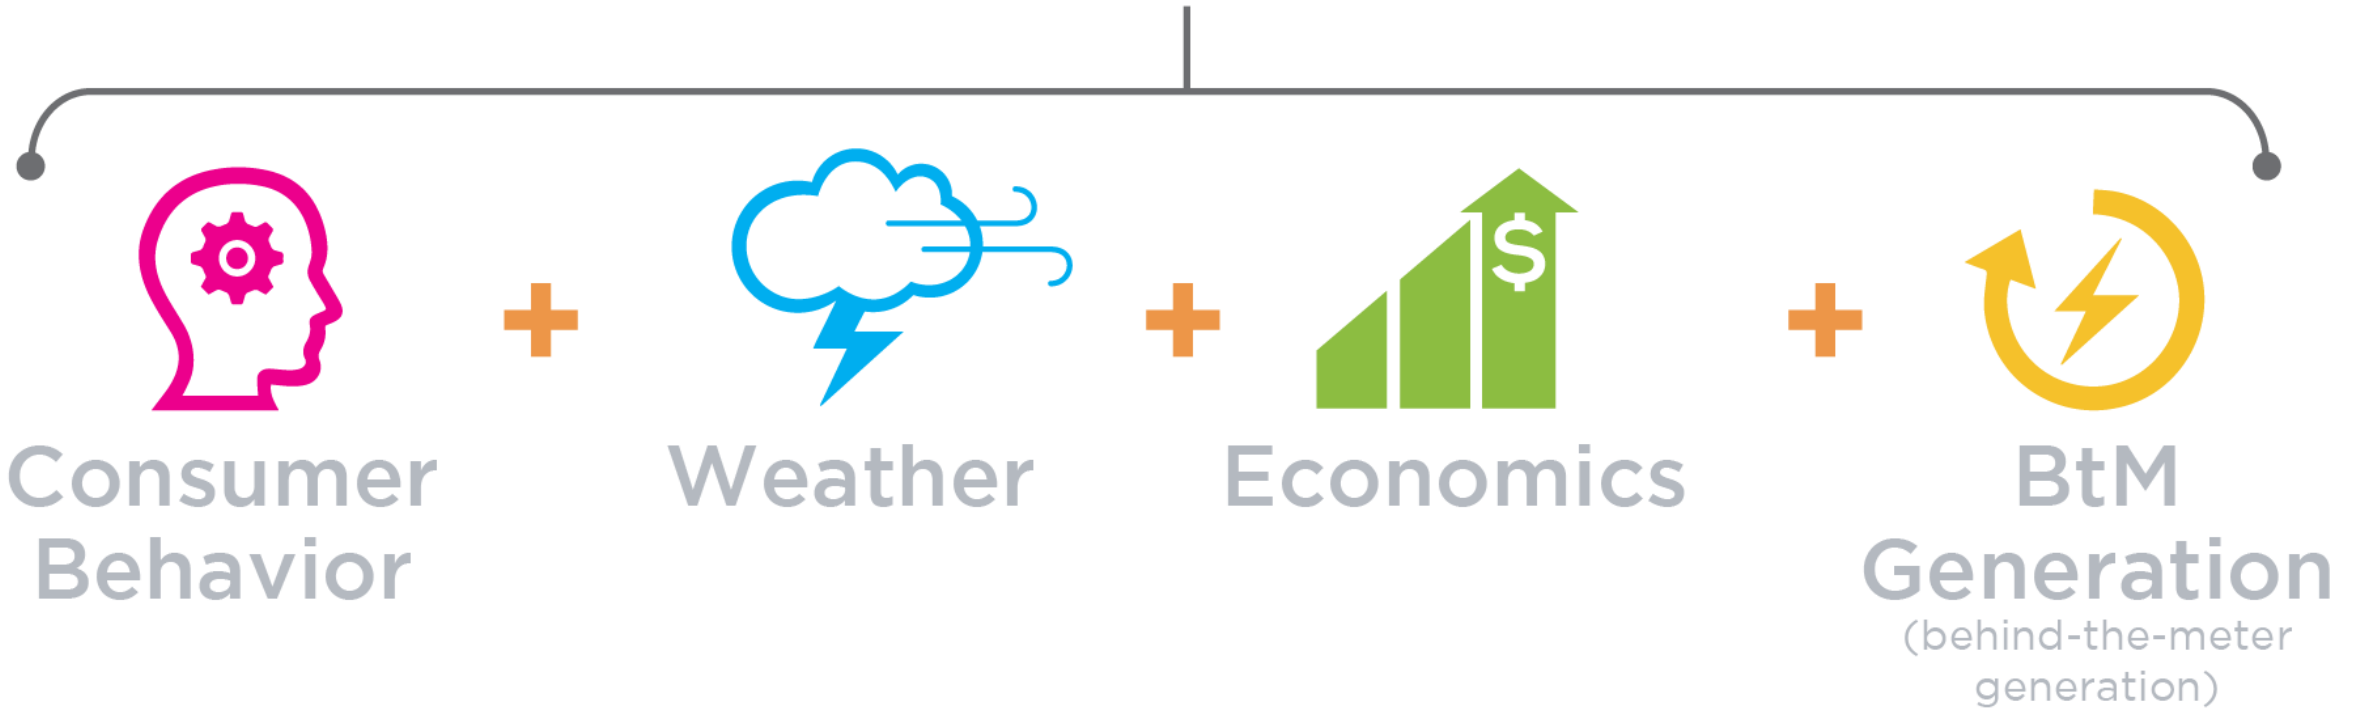 $
Consumer
Behavior
Weather
Economics
BtM
Generation
(behind-the-meter
generation)